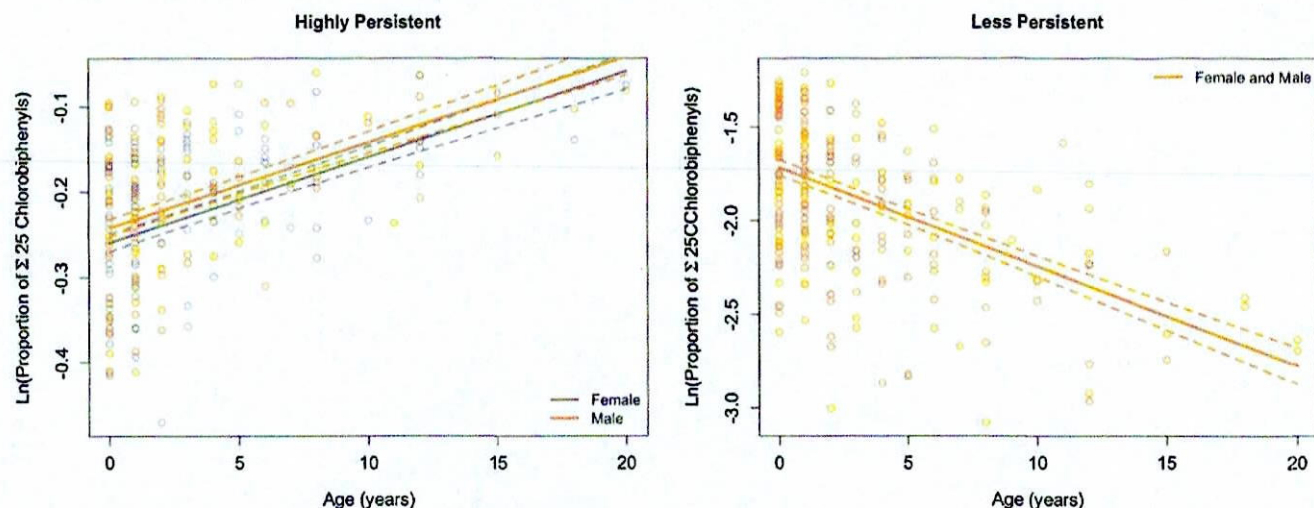 Highly Persistent
Ln(Proportion of Σ 25 Chlorobiphenyls)
-0.1
-0.2
-0.3
-0.4
Female
Male
0 5 10 15 20
Age (years)
Less Persistent
Ln(Proportion of Σ 25CChlorobiphenyls)
-1.5
-2.0
-2.5
-3.0
Female and Male
0 5 10 15 20
Age (years)